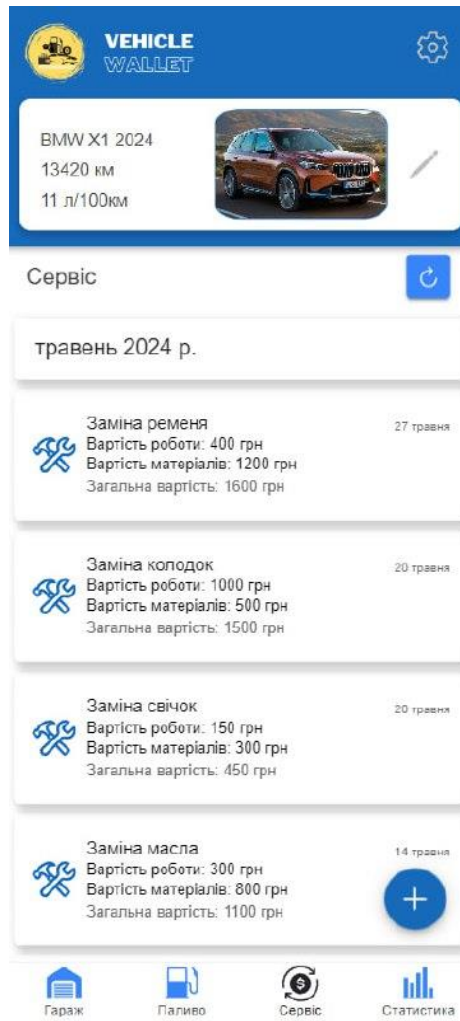 VEHICLE
WALLET
BMW X1 2024
13420 км
11 л/100км
Сервіс
травень 2024 р.
Заміна ременя
27 травня
Вартість роботи: 400 грн
Вартість матеріалів: 1200 грн
Загальна вартість: 1600 грн
Заміна колодок
20 травня
Вартість роботи: 1000 грн
Вартість матеріалів: 500 грн
Загальна вартість: 1500 грн
Заміна свічок
20 травня
Вартість роботи: 150 грн
Вартість матеріалів: 300 грн
Загальна вартість: 450 грн
Заміна масла
14 травня
Вартість роботи: 300 грн
Вартість матеріалів: 800 грн
Загальна вартість: 1100 грн
Гараж
Паливо
Сервіс
Статистика